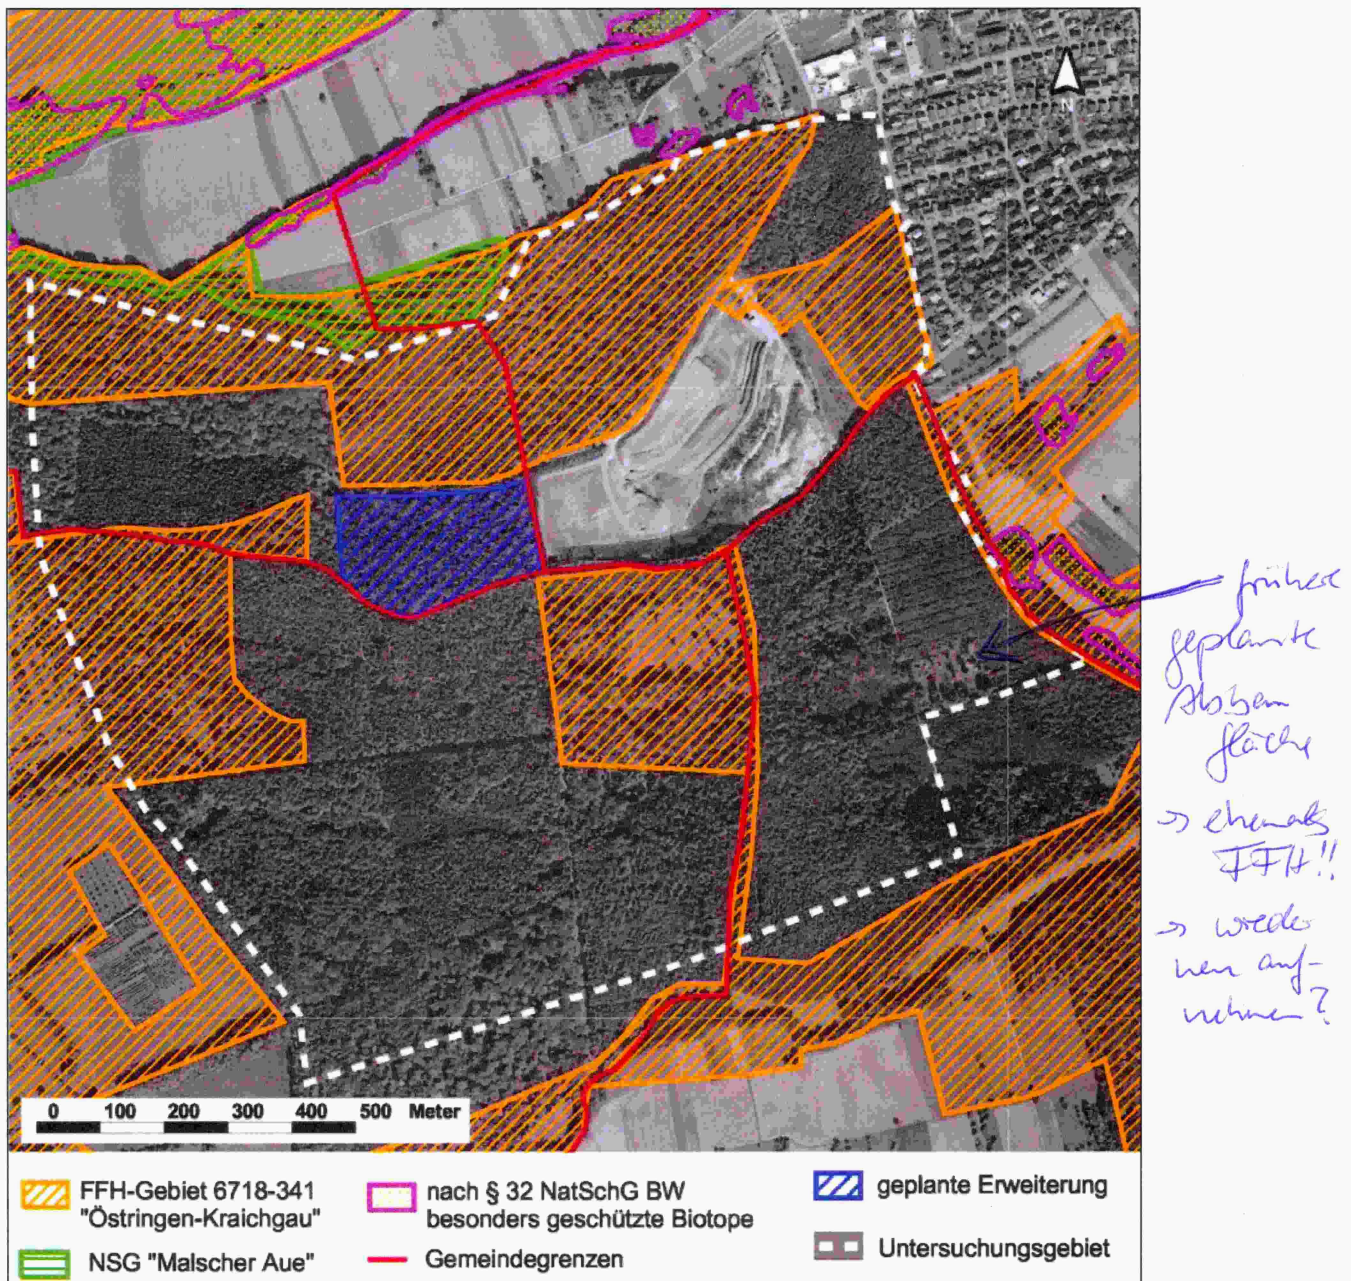 N
frühere
geplante
Abbau
fläche
→ ehemals
FFH!!
→ wieder
neu auf-
nehmen?
0 100 200 300 400 500 Meter
FFH-Gebiet 6718-341
"Östringen-Kraichgau"
NSG "Malscher Aue"
nach § 32 NatSchG BW
besonders geschützte Biotope
Gemeindegrenzen
geplante Erweiterung
Untersuchungsgebiet